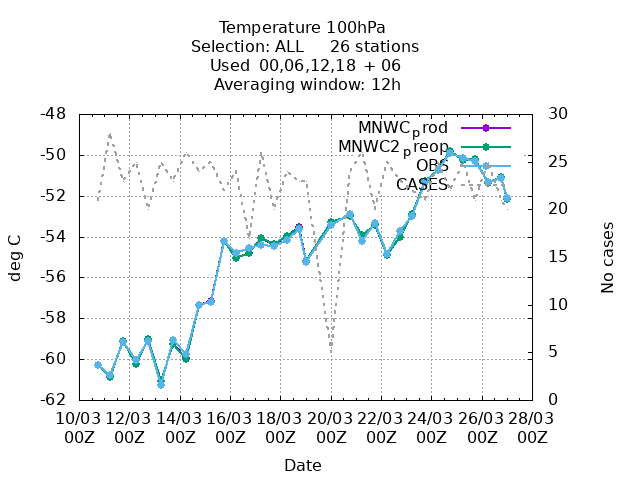 Temperature 100hPa
Selection: ALL 26 stations
Used 00,06,12,18 + 06
Averaging window: 12h
-48
-50
-52
-54
-56
-58
-60
-62
deg C
30
25
20
15
10
5
0
No cases
MNWCprod
MNWC2preop
OBS
CASES
10/03 12/03 14/03 16/03 18/03 20/03 22/03 24/03 26/03 28/03
00Z 00Z 00Z 00Z 00Z 00Z 00Z 00Z 00Z 00Z
Date